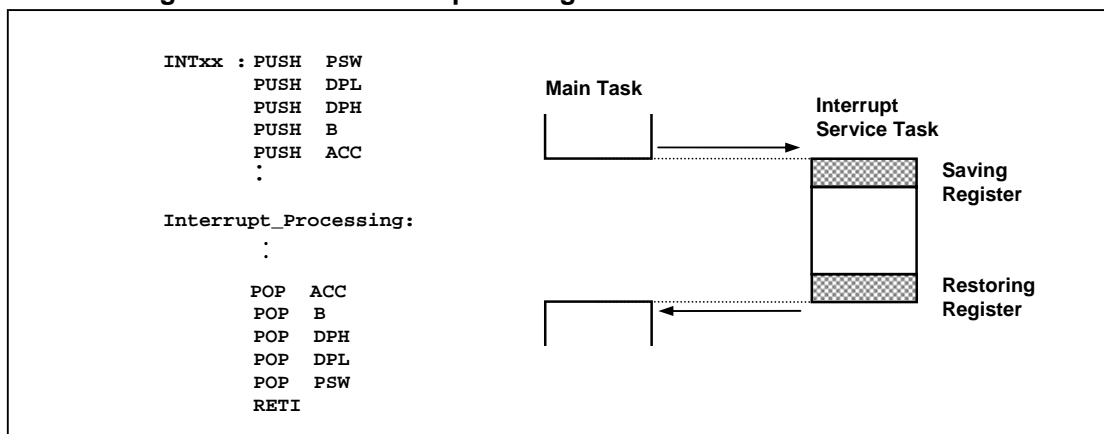 INTxx : PUSH PSW
PUSH DPL
PUSH DPH
PUSH B
PUSH ACC
:
Interrupt_Processing:
:
POP ACC
POP B
POP DPH
POP DPL
POP PSW
RETI
Main Task
Interrupt
Service Task
Saving
Register
Restoring
Register